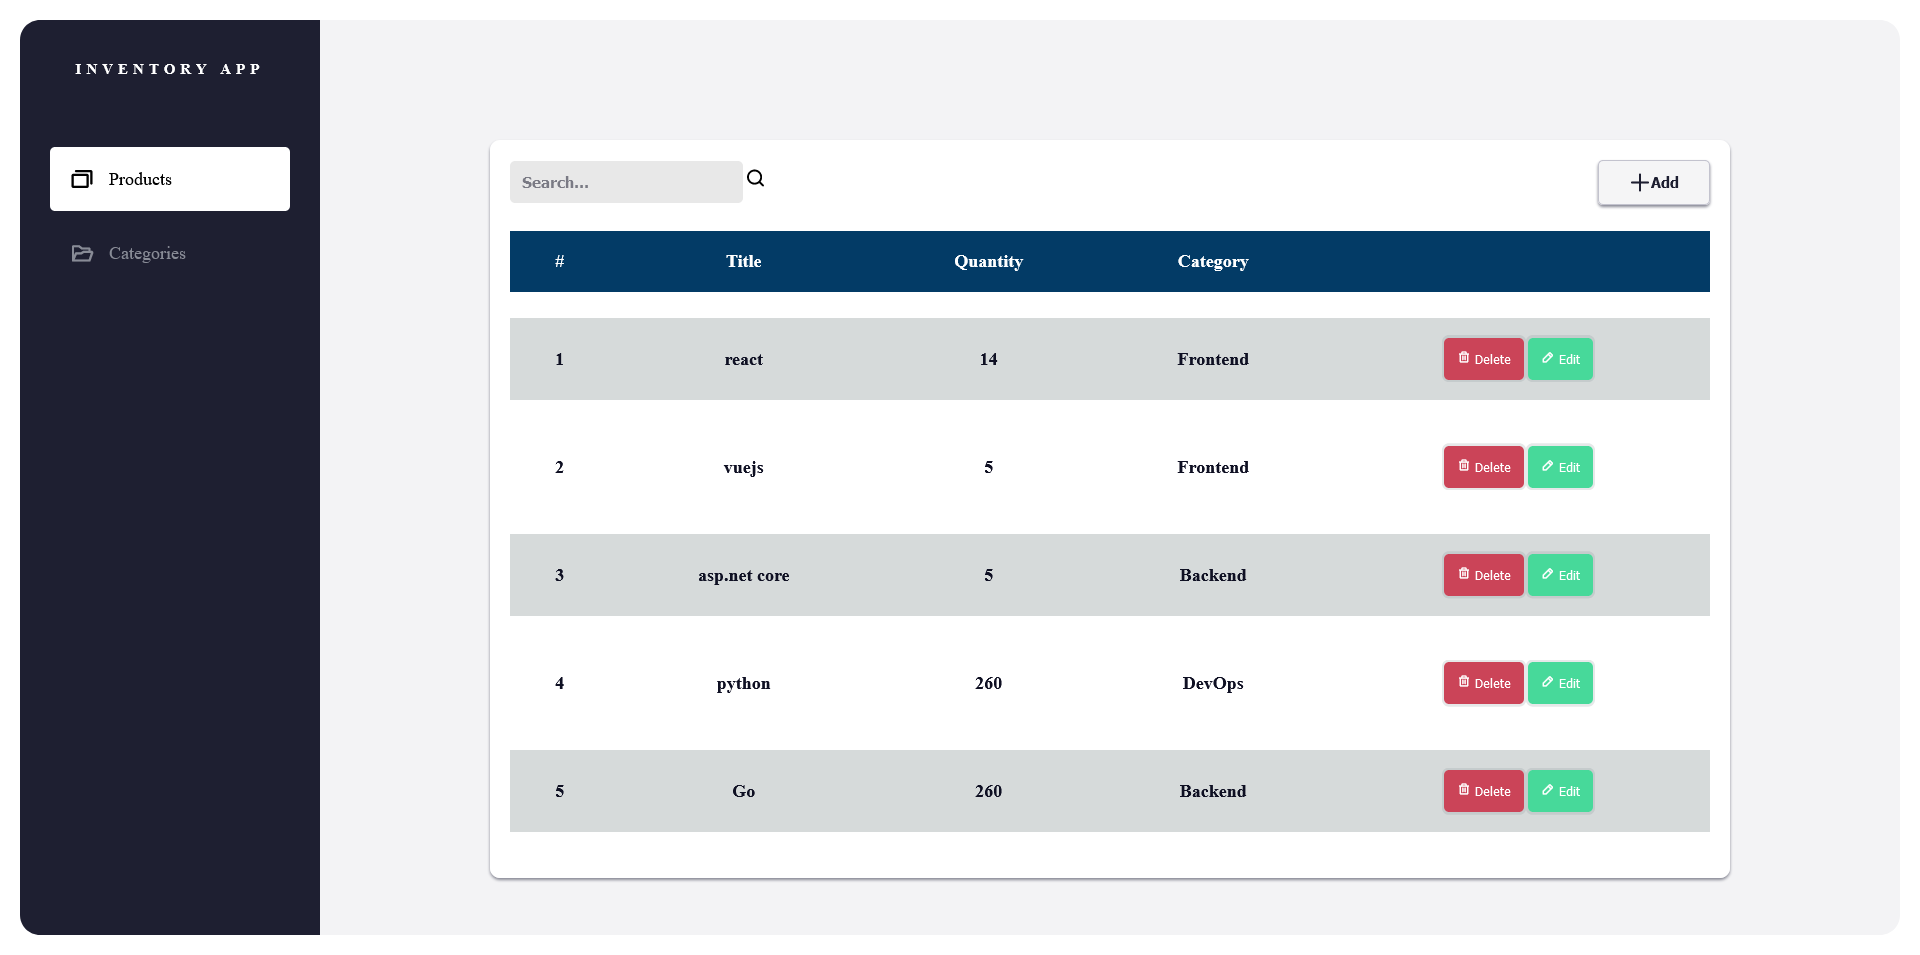 INVENTORY APP
Products
Categories
Search...
Add
# Title Quantity Category
1 react 14 Frontend Delete Edit
2 vuejs 5 Frontend Delete Edit
3 asp.net core 5 Backend Delete Edit
4 python 260 DevOps Delete Edit
5 Go 260 Backend Delete Edit